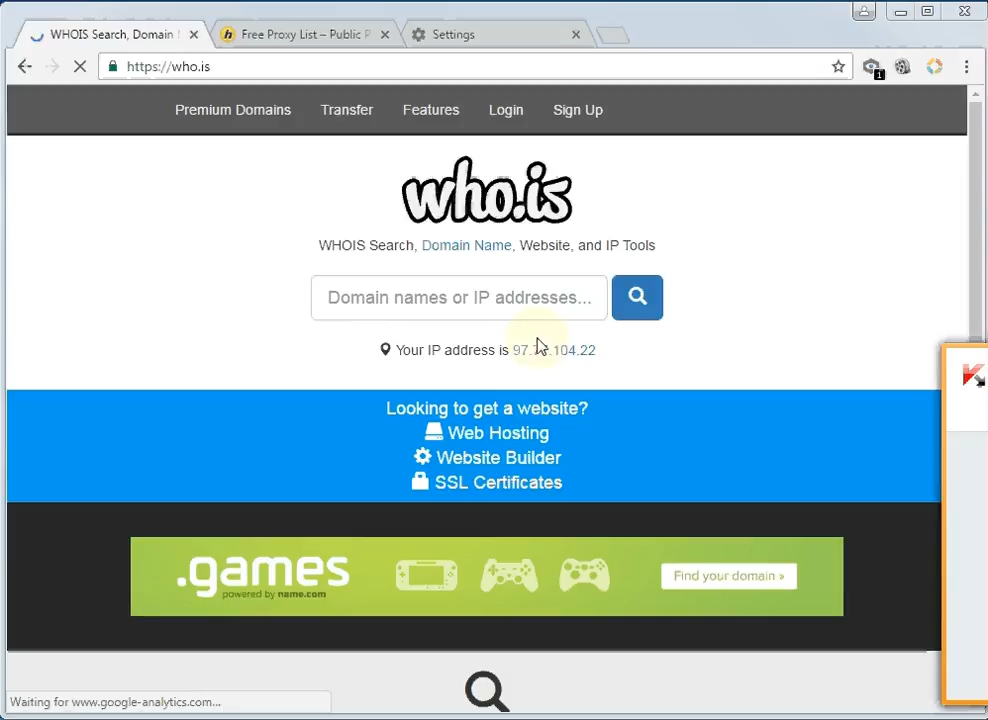 WHOIS Search, Domain
Free Proxy List – Public P
Settings
https://who.is
1
Premium Domains
Transfer
Features
Login
Sign Up
who.is
WHOIS Search, Domain Name, Website, and IP Tools
Domain names or IP addresses...
Your IP address is
Looking to get a website?
Web Hosting
Website Builder
SSL Certificates
.games
powered by name.com
Find your domain »
Waiting for www.google-analytics.com...